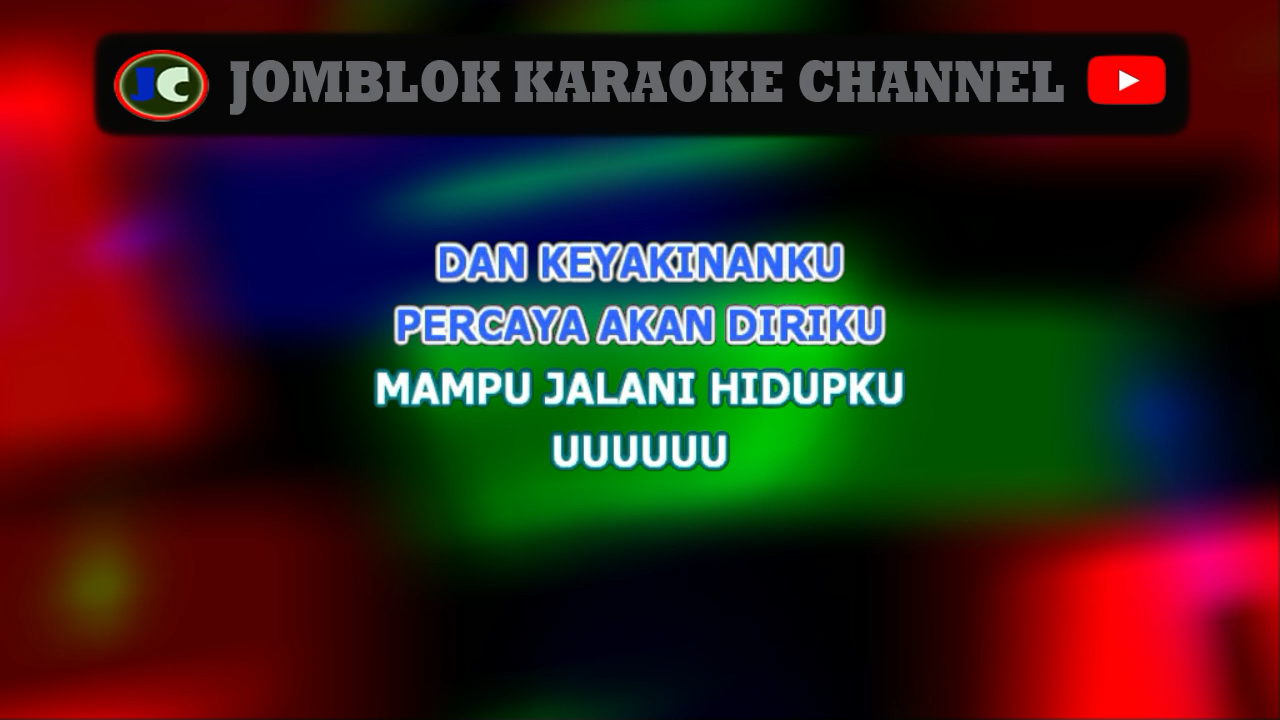 JC JOMBLOK KARAOKE CHANNEL
DAN KEYAKINANKU
PERCAYA AKAN DIRIKU
MAMPU JALANI HIDUPKU
UUUUUU